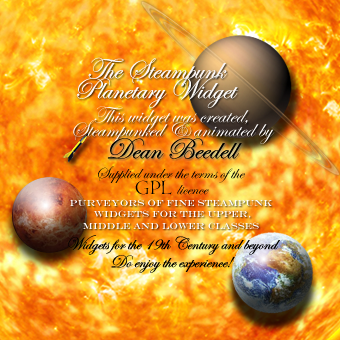 The Steampunk
Planetary Widget
This widget was created,
Steampunked & animated by
Dean Beedell
Supplied under the terms of the
GPL licence
PURVEYORS OF FINE STEAMPUNK
WIDGETS FOR THE UPPER,
MIDDLE AND LOWER CLASSES
Widgets for the 19th Century and beyond
Do enjoy the experience!